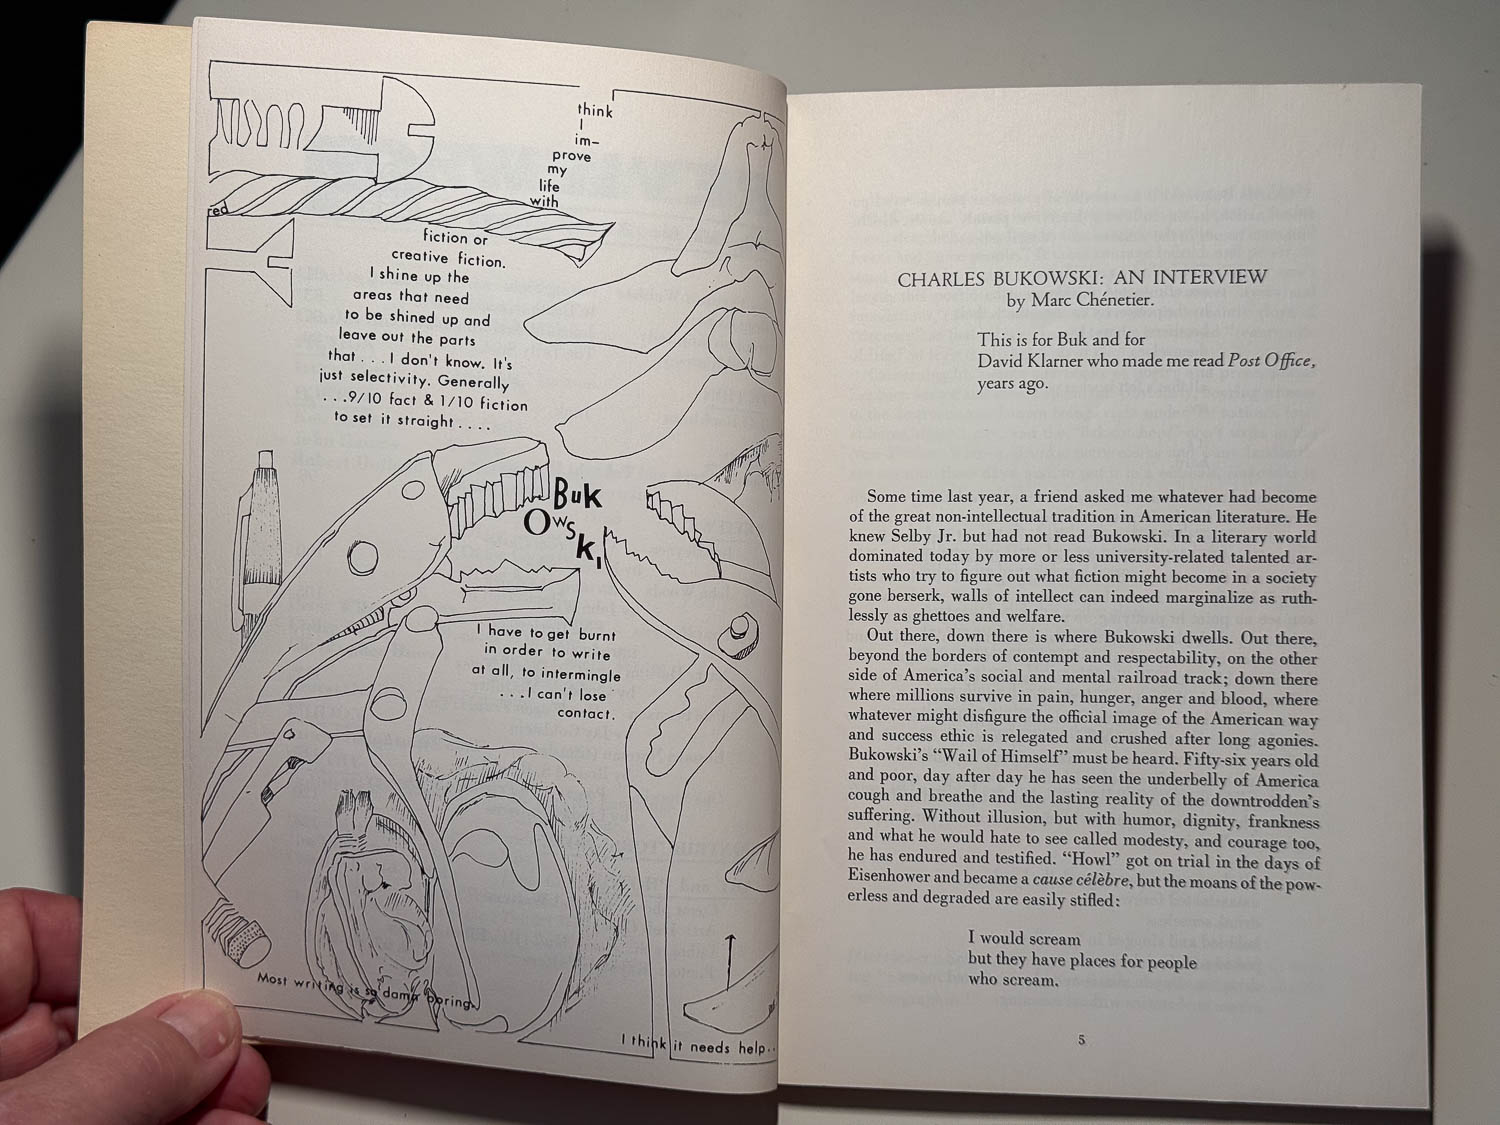 think
I
im-
prove
my
life
with
red
fiction or
creative fiction.
I shine up the
areas that need
to be shined up and
leave out the parts
that . . . I don't know. It's
just selectivity. Generally
. . .9/10 fact & 1/10 fiction
to set it straight . . . .
Buk
Ows
ki
I have to get burnt
in order to write
at all, to intermingle
. . .I can't lose
contact.
Most writing is so damn boring.
I think it needs help..
CHARLES BUKOWSKI: AN INTERVIEW
by Marc Chénetier.
This is for Buk and for
David Klarner who made me read Post Office,
years ago.
Some time last year, a friend asked me whatever had become
of the great non-intellectual tradition in American literature. He
knew Selby Jr. but had not read Bukowski. In a literary world
dominated today by more or less university-related talented ar-
tists who try to figure out what fiction might become in a society
gone berserk, walls of intellect can indeed marginalize as ruth-
lessly as ghettoes and welfare.
Out there, down there is where Bukowski dwells. Out there,
beyond the borders of contempt and respectability, on the other
side of America's social and mental railroad track; down there
where millions survive in pain, hunger, anger and blood, where
whatever might disfigure the official image of the American way
and success ethic is relegated and crushed after long agonies.
Bukowski's “Wail of Himself” must be heard. Fifty-six years old
and poor, day after day he has seen the underbelly of America
cough and breathe and the lasting reality of the downtrodden's
suffering. Without illusion, but with humor, dignity, frankness
and what he would hate to see called modesty, and courage too,
he has endured and testified. “Howl” got on trial in the days of
Eisenhower and became a cause célèbre, but the moans of the pow-
erless and degraded are easily stifled:
I would scream
but they have places for people
who scream.
5